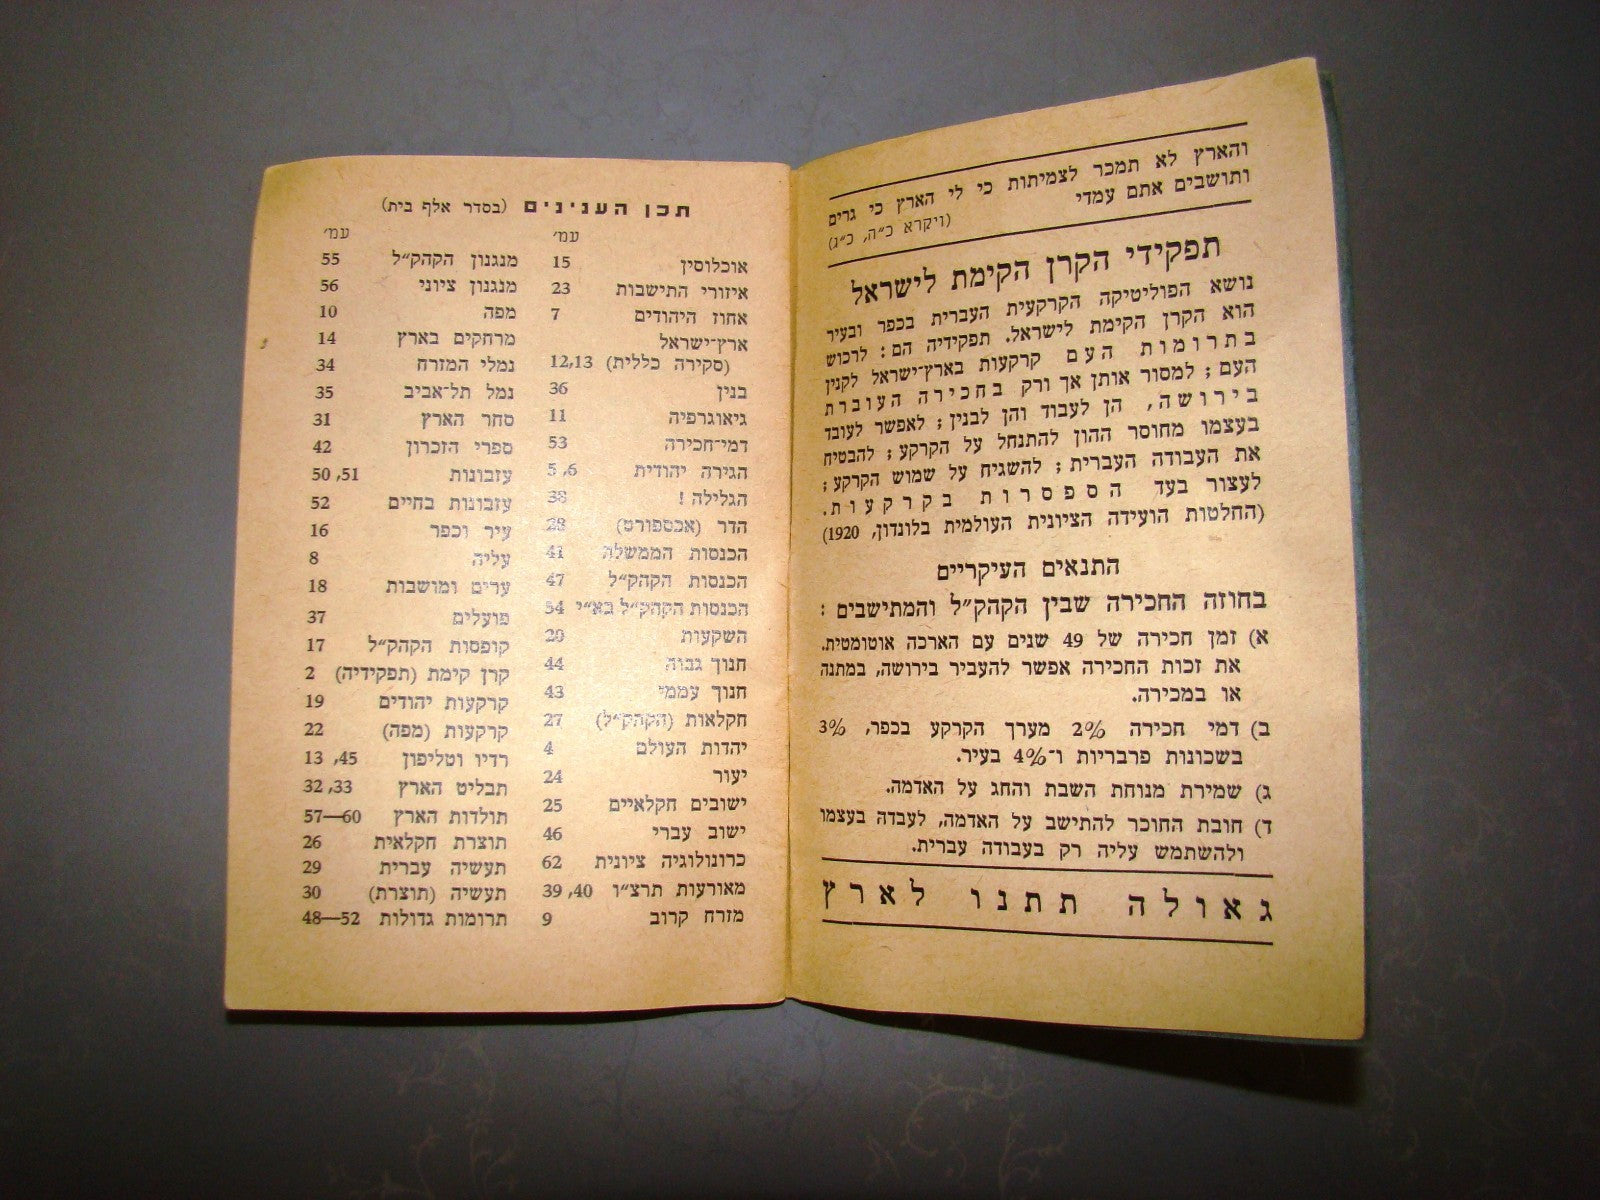 והארץ לא תמכר לצמיתות כי לי הארץ כי גרים
ותושבים אתם עמדי
(ויקרא כ״ה, כ״ג)
תפקידי הקרן הקימת לישראל
נושא הפוליטיקה הקרקעית העברית בכפר ובעיר
הוא הקרן הקימת לישראל. תפקידיה הם: לרכוש
בתרומות העם קרקעות בארץ־ישראל לקנין
העם; למסור אותן אך ורק בחכירה העוברת
בירושה, הן לעבוד והן לבנין; לאפשר לעובד
בעצמו מחוסר ההון להתנחל על הקרקע; להבטיח
את העבודה העברית; להשגיח על שמוש הקרקע;
לעצור בעד הספסרות בקרקעות.
(החלטות הועידה הציונית העולמית בלונדון, 1920)
התנאים העיקריים
בחוזה החכירה שבין הקהק״ל והמתישבים:
א) זמן חכירה של 49 שנים עם הארכה אוטומטית.
את זכות החכירה אפשר להעביר בירושה, במתנה
או במכירה.
ב) דמי חכירה 2% מערך הקרקע בכפר, 3%
בשכונות פרבריות ו־4% בעיר.
ג) שמירת מנוחת השבת והחג על האדמה.
ד) חובת החוכר להתישב על האדמה, לעבדה בעצמו
ולהשתמש עליה רק בעבודה עברית.
גאולה תתנו לארץ
תכן הענינים (בסדר אלף בית)
עמ׳
אוכלוסין 15
איזורי התישבות 23
אחוז היהודים 7
ארץ־ישראל
(סקירה כללית) 12,13
בנין 36
גיאוגרפיה 11
דמי־חכירה 53
הגירה יהודית 5,6
הגלילה! 38
הדר (אכספורט) 28
הכנסות הממשלה 41
הכנסות הקהק״ל 47
הכנסות הקהק״ל בא״י 54
השקעות 20
חנוך גבוה 44
חנוך עממי 43
חקלאות (הקהק״ל) 27
יהדות העולם 4
יעור 24
ישובים חקלאיים 25
ישוב עברי 46
כרונולוגיה ציונית 62
מאורעות תרצ״ו 39,40
מזרח קרוב 9
עמ׳
מנגנון הקהק״ל 55
מנגנון ציוני 56
מפה 10
מרחקים בארץ 14
נמלי המזרח 34
נמל תל־אביב 35
סחר הארץ 31
ספרי הזכרון 42
עזבונות 50,51
עזבונות בחיים 52
עיר וכפר 16
עליה 8
ערים ומושבות 18
פועלים 37
קופסות הקהק״ל 17
קרן קימת (תפקידיה) 2
קרקעות יהודים 19
קרקעות (מפה) 22
רדיו וטליפון 13,45
תבליט הארץ 32,33
תולדות הארץ 57—60
תוצרת חקלאית 26
תעשיה עברית 29
תעשיה (תוצרת) 30
תרומות גדולות 48—52